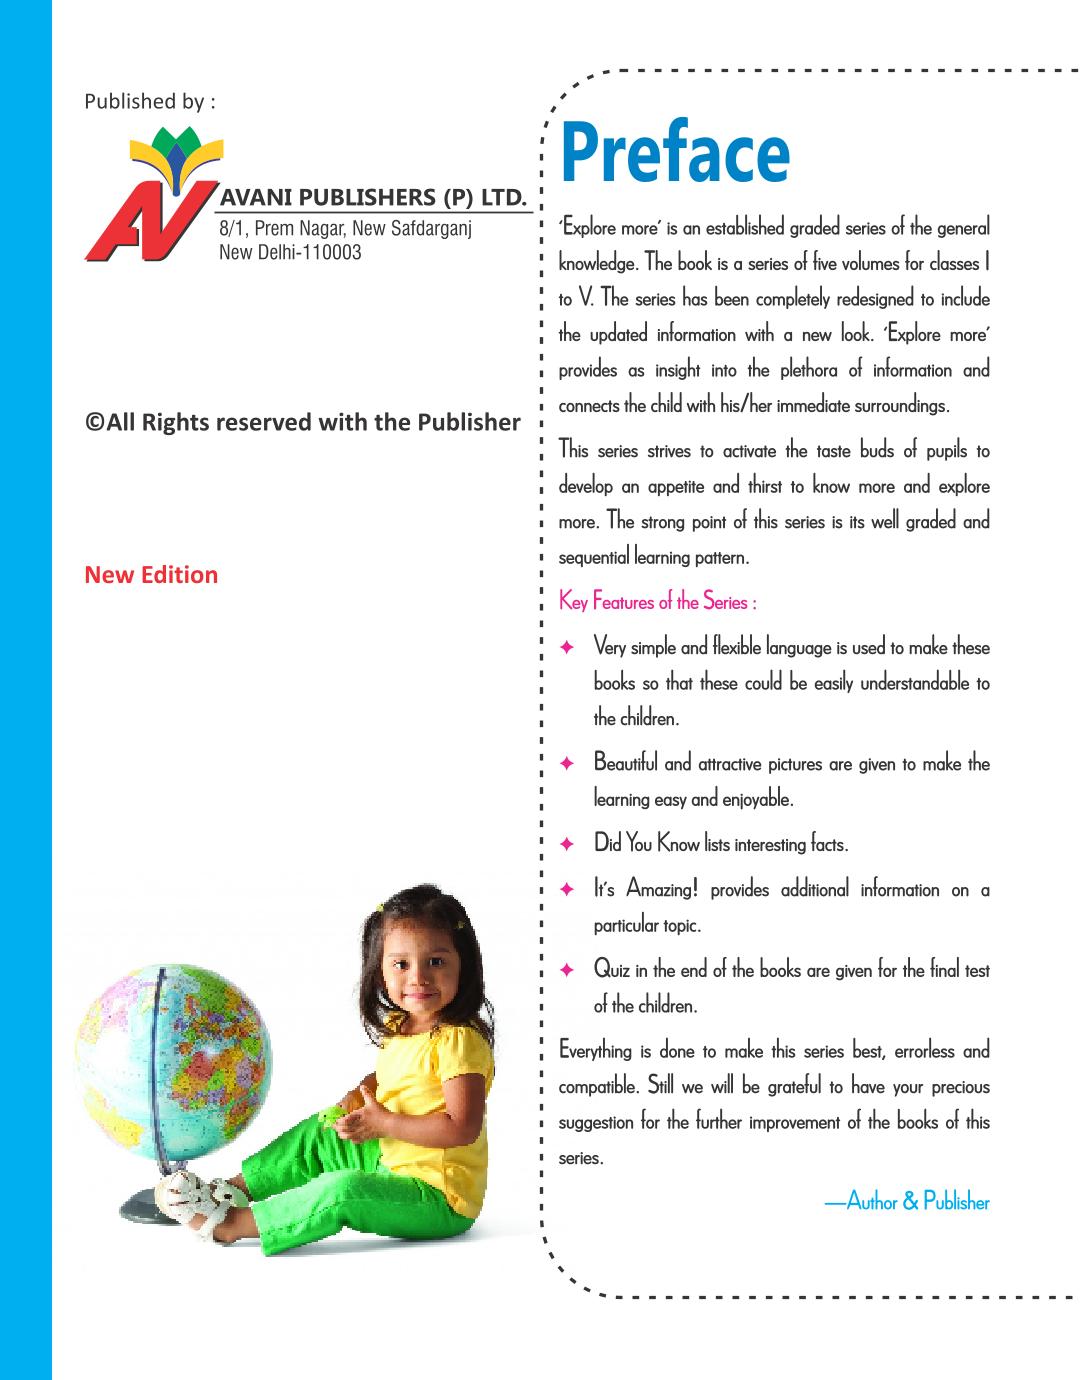 Published by :
AV
AVANI PUBLISHERS (P) LTD.
8/1, Prem Nagar, New Safdarganj
New Delhi-110003
©All Rights reserved with the Publisher
New Edition
Preface
‘Explore more’ is an established graded series of the general
knowledge. The book is a series of five volumes for classes I
to V. The series has been completely redesigned to include
the updated information with a new look. ‘Explore more’
provides as insight into the plethora of information and
connects the child with his/her immediate surroundings.
This series strives to activate the taste buds of pupils to
develop an appetite and thirst to know more and explore
more. The strong point of this series is its well graded and
sequential learning pattern.
Key Features of the Series :
✦ Very simple and flexible language is used to make these
books so that these could be easily understandable to
the children.
✦ Beautiful and attractive pictures are given to make the
learning easy and enjoyable.
✦ Did You Know lists interesting facts.
✦ It’s Amazing! provides additional information on a
particular topic.
✦ Quiz in the end of the books are given for the final test
of the children.
Everything is done to make this series best, errorless and
compatible. Still we will be grateful to have your precious
suggestion for the further improvement of the books of this
series.
—Author & Publisher